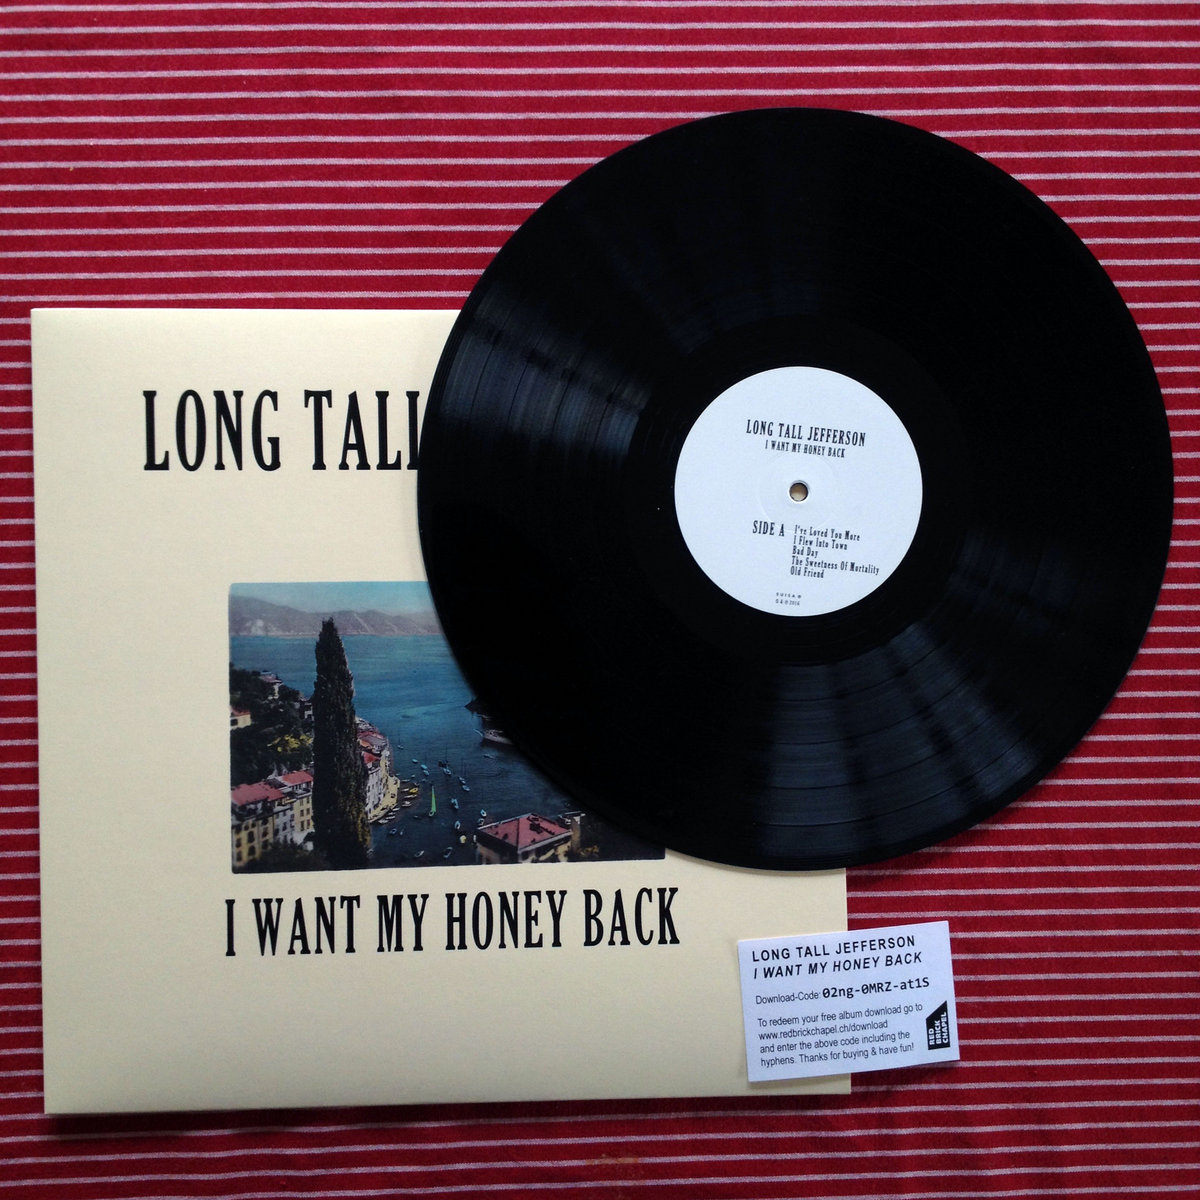 LONG TALL
I WANT MY HONEY BACK
LONG TALL JEFFERSON
I WANT MY HONEY BACK
SIDE A
I've Loved You More
I Flew Into Town
Bad Day
The Sweetness Of Mortality
Old Friend
SUISA
2016
LONG TALL JEFFERSON
I WANT MY HONEY BACK
Download-Code: 02ng-0MRZ-at1S
To redeem your free album download go to
www.redbrickchapel.ch/download
and enter the above code including the
hyphens. Thanks for buying & have fun!
RED
BRICK
CHAPEL